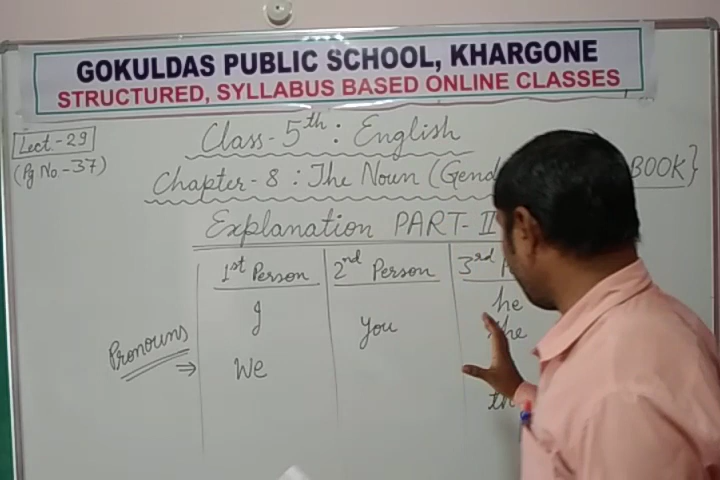 GOKULDAS PUBLIC SCHOOL, KHARGONE
STRUCTURED, SYLLABUS BASED ONLINE CLASSES
Lect.-29
(Pg No-37)
Class-5th : English
Chapter-8 : The Noun (Gend BOOK}
Explanation PART-II
1st Person 2nd Person 3rd
I You he
We
Pronouns